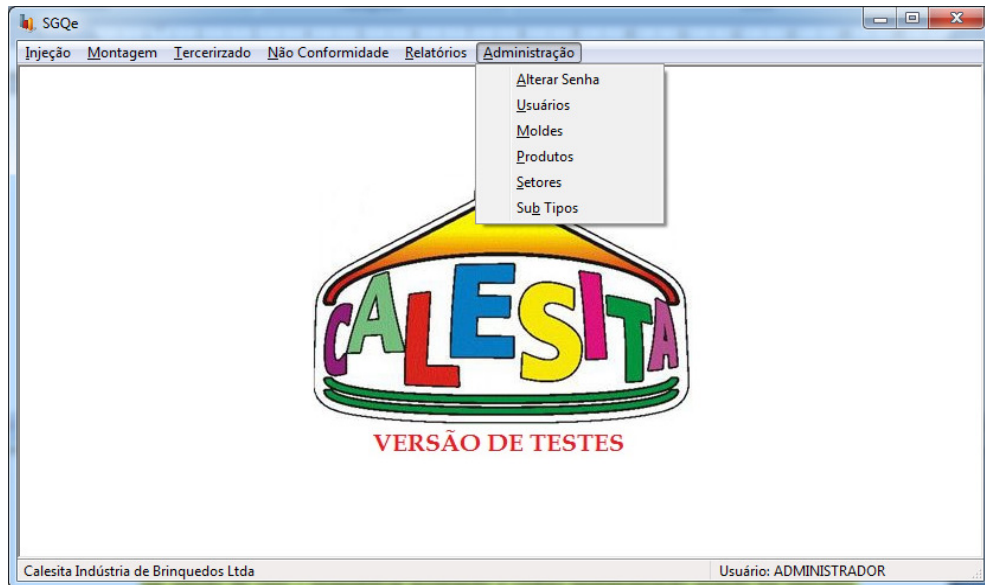 SGQe
Injeção Montagem Tercerirzado Não Conformidade Relatórios Administração
Alterar Senha
Usuários
Moldes
Produtos
Setores
Sub Tipos
CALESITA
VERSÃO DE TESTES
Calesita Indústria de Brinquedos Ltda Usuário: ADMINISTRADOR